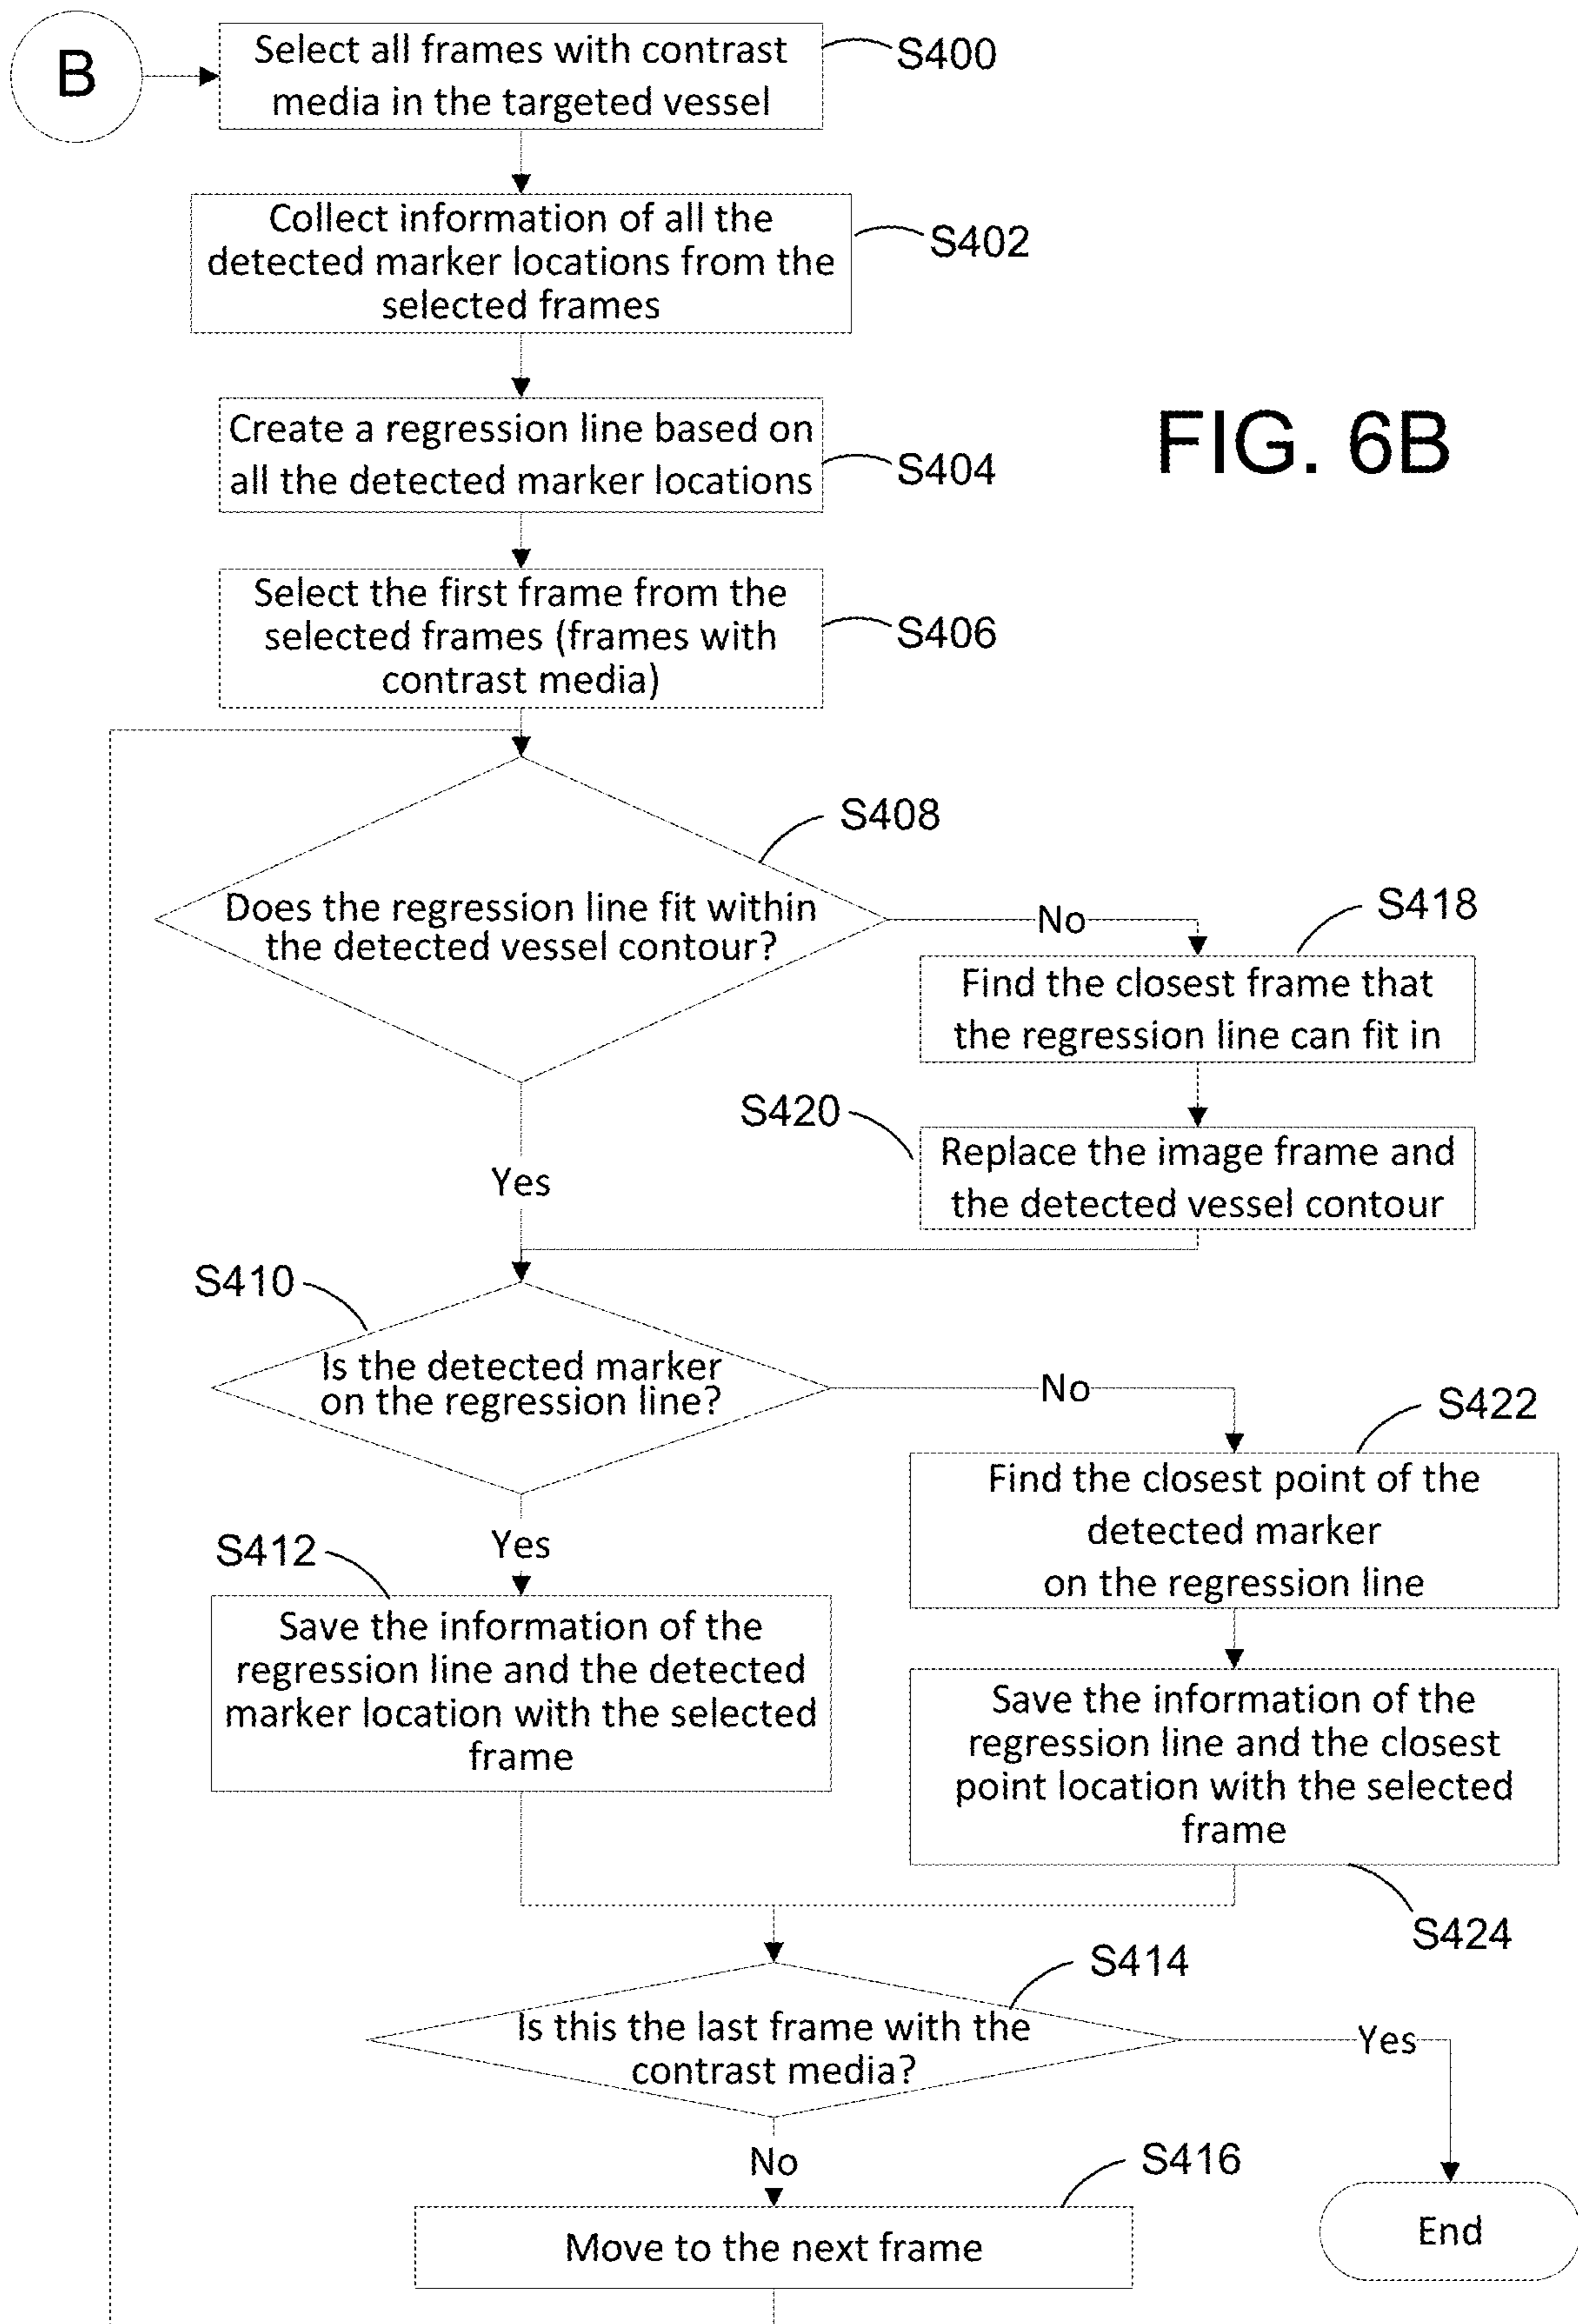 B
Select all frames with contrast
media in the targeted vessel
S400
Collect information of all the
detected marker locations from the
selected frames
S402
Create a regression line based on
all the detected marker locations
S404
FIG. 6B
Select the first frame from the
selected frames (frames with
contrast media)
S406
S408
Does the regression line fit within
the detected vessel contour?
No
S418
Find the closest frame that
the regression line can fit in
S420
Replace the image frame and
the detected vessel contour
Yes
S410
Is the detected marker
on the regression line?
No
S422
Find the closest point of the
detected marker
on the regression line
Yes
S412
Save the information of the
regression line and the detected
marker location with the selected
frame
Save the information of the
regression line and the closest
point location with the selected
frame
S424
S414
Is this the last frame with the
contrast media?
Yes
No
S416
Move to the next frame
End